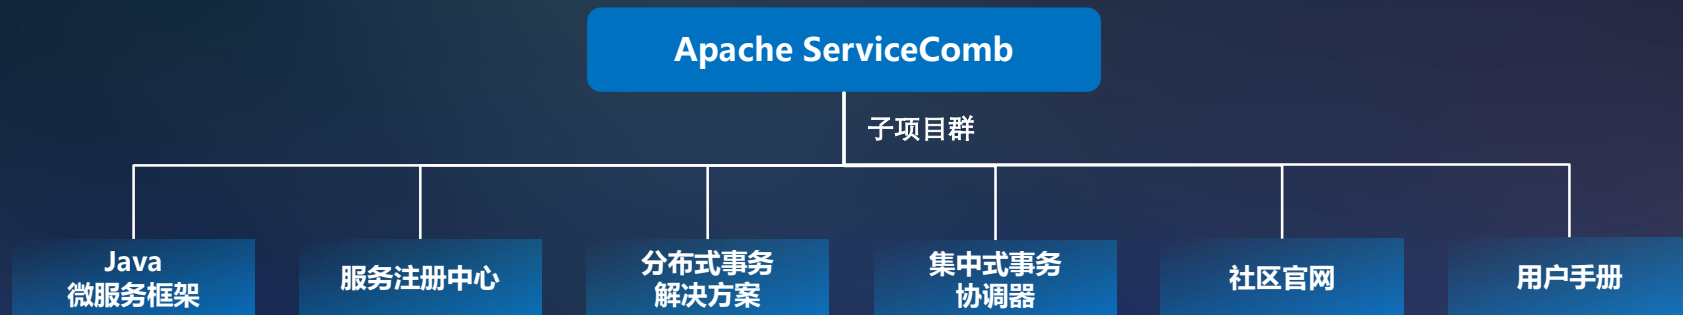 Apache ServiceComb
子项目群
Java
微服务框架
服务注册中心
分布式事务
解决方案
集中式事务
协调器
社区官网
用户手册